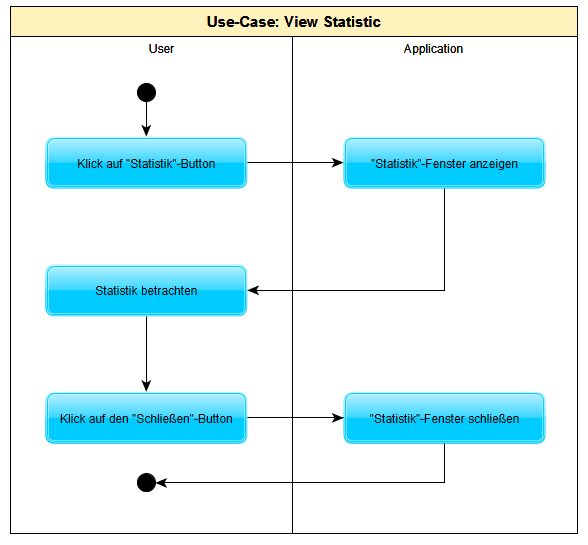 Use-Case: View Statistic
User
Application
Klick auf "Statistik"-Button
"Statistik"-Fenster anzeigen
Statistik betrachten
Klick auf den "Schließen"-Button
"Statistik"-Fenster schließen